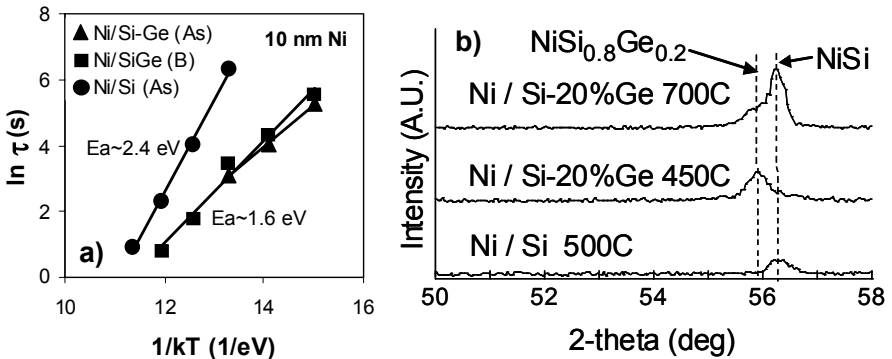 a)
Ni/Si-Ge (As)
Ni/SiGe (B)
Ni/Si (As)
10 nm Ni
Ea~2.4 eV
Ea~1.6 eV
ln τ (s)
8
6
4
2
0
10
12
14
16
1/kT (1/eV)
b)
NiSi0.8Ge0.2
NiSi
Ni / Si-20%Ge 700C
Ni / Si-20%Ge 450C
Ni / Si 500C
Intensity (A.U.)
50
52
54
56
58
2-theta (deg)
a)